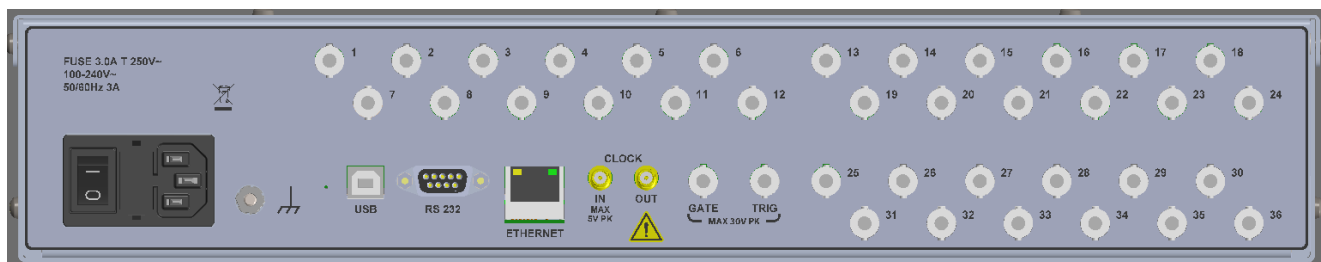 FUSE 3.0A T 250V~
100-240V~
50/60Hz 3A
1 2 3 4 5 6 13 14 15 16 17 18
7 8 9 10 11 12 19 20 21 22 23 24
CLOCK
25 26 27 28 29 30
USB
RS 232
IN
MAX
5V PK
OUT
GATE TRIG
MAX 30V PK
ETHERNET
31 32 33 34 35 36